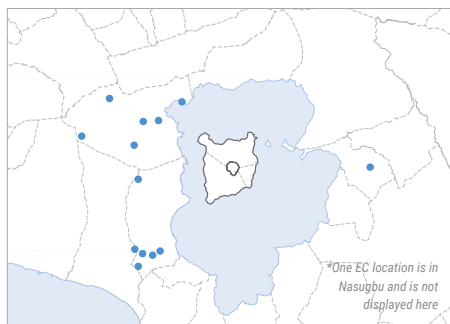 *One EC location is in
Nasugbu and is not
displayed here